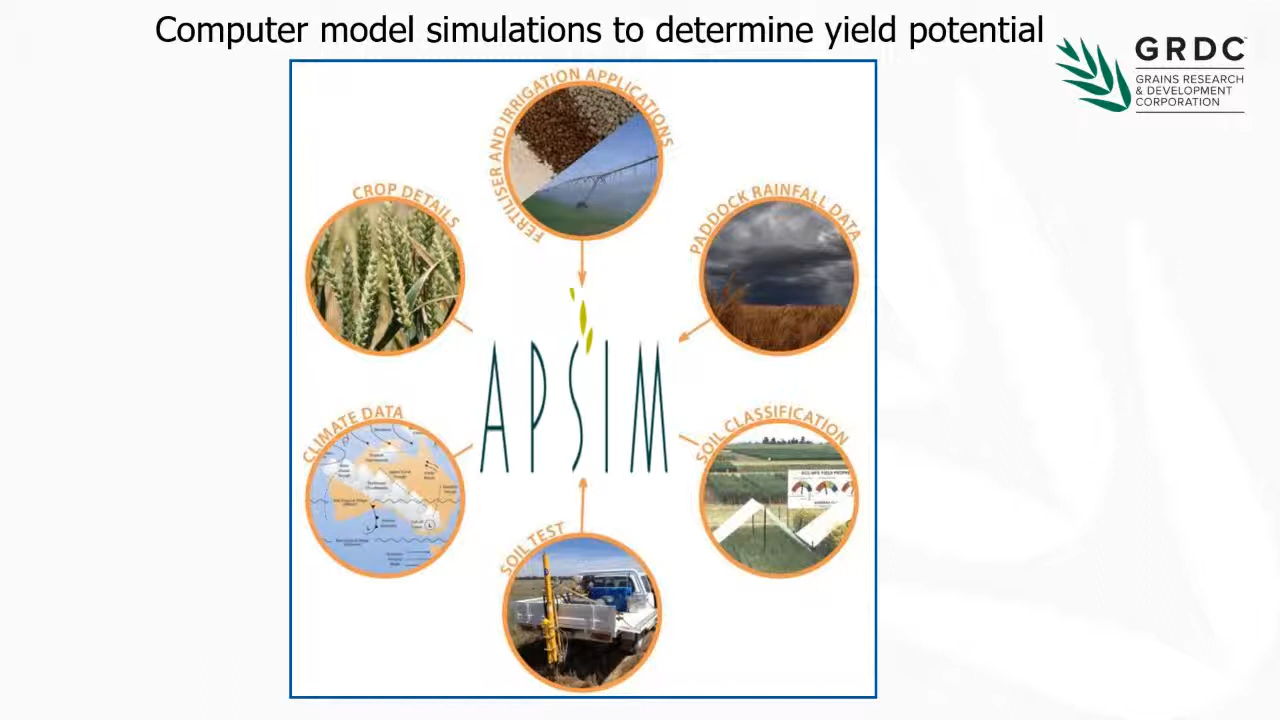 Computer model simulations to determine yield potential
GRDC™
GRAINS RESEARCH
& DEVELOPMENT
CORPORATION
FERTILISER AND IRRIGATION APPLICATIONS
CROP DETAILS
PADDOCK RAINFALL DATA
APSIM
CLIMATE DATA
SOIL CLASSIFICATION
SOIL TEST